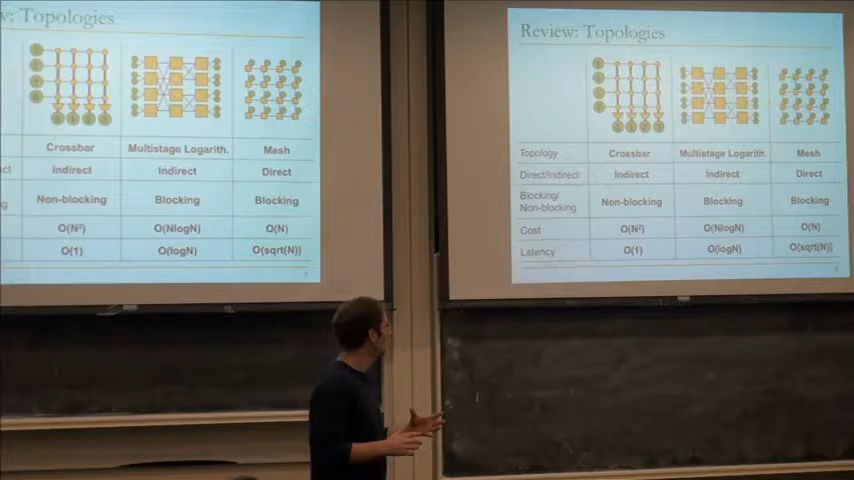 w: Topologies
Crossbar Multistage Logarith. Mesh
Indirect Indirect Direct
Non-blocking Blocking Blocking
O(N²) O(NlogN) O(N)
O(1) O(logN) O(sqrt(N))
Review: Topologies
Topology Crossbar Multistage Logarith. Mesh
Direct/Indirect Indirect Indirect Direct
Blocking/
Non-blocking Non-blocking Blocking Blocking
Cost O(N²) O(NlogN) O(N)
Latency O(1) O(logN) O(sqrt(N))